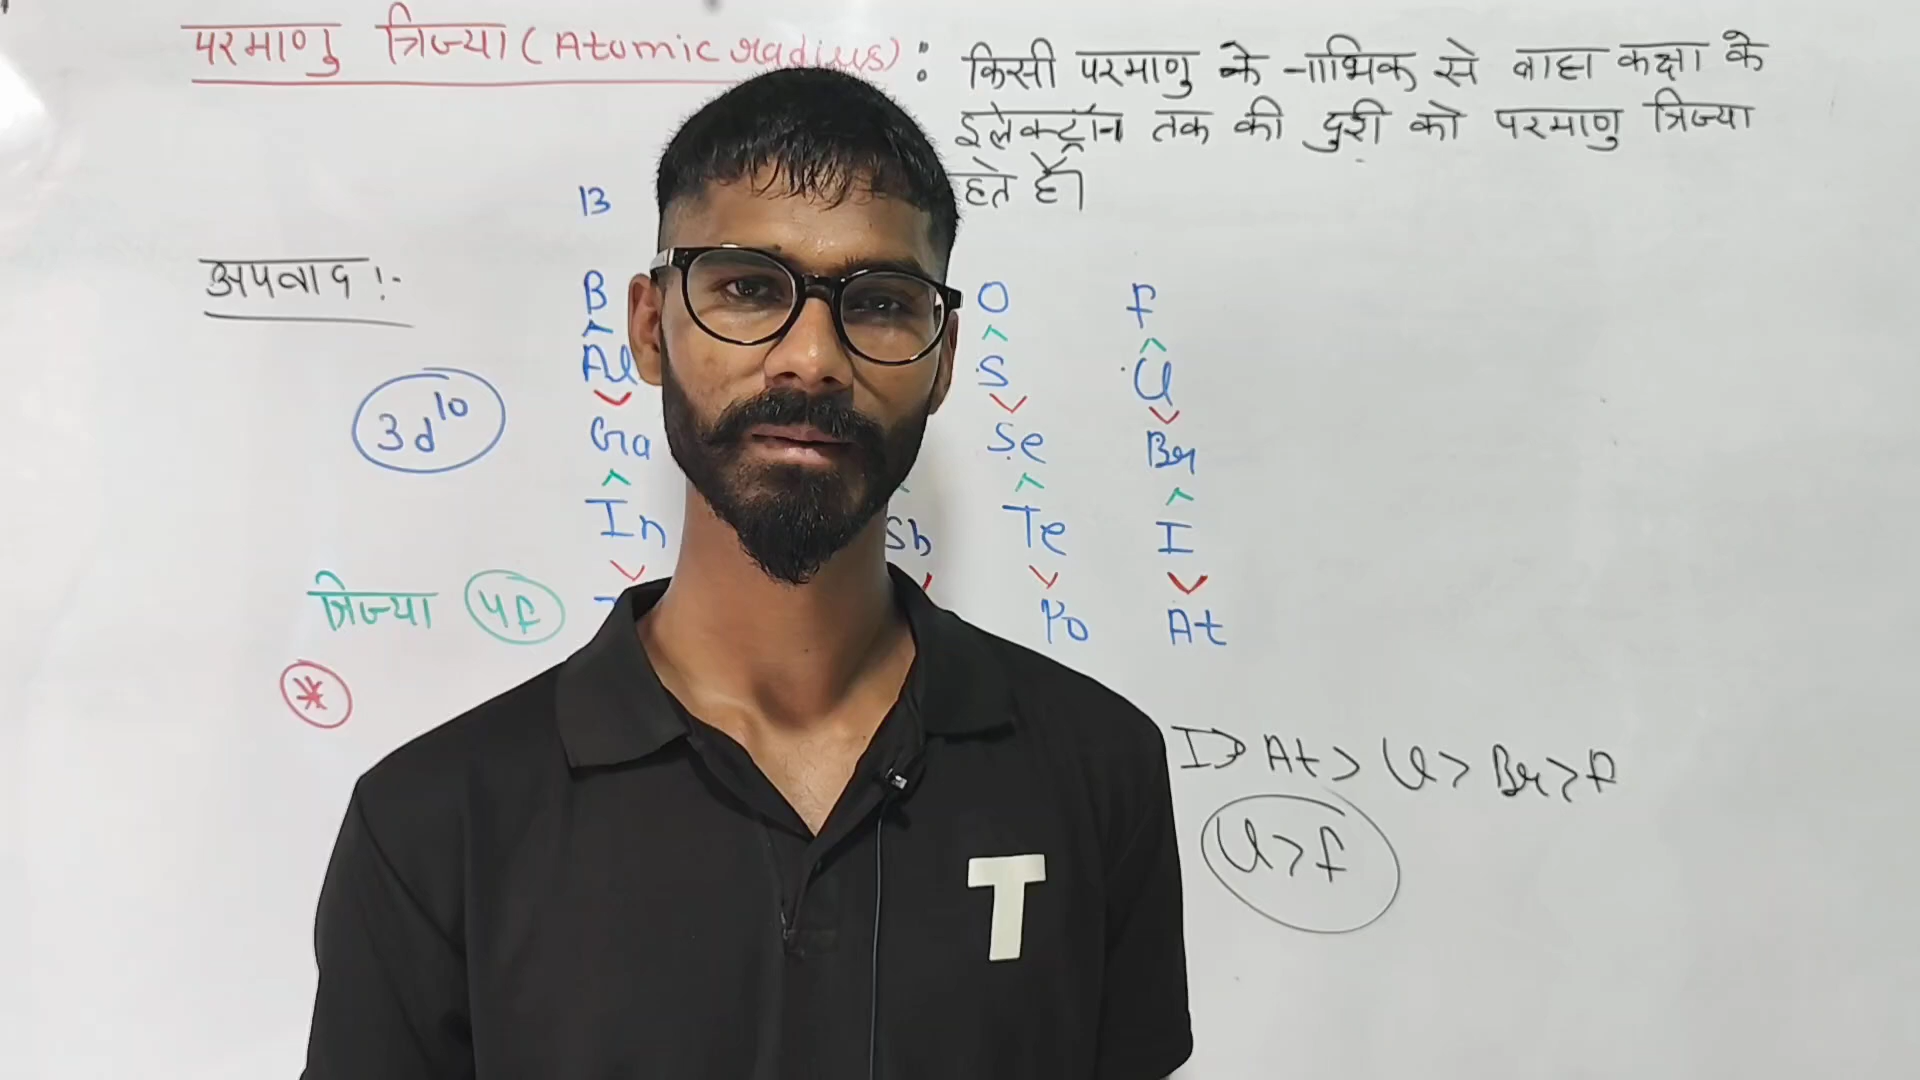 परमाणु त्रिज्या (Atomic radius) : किसी परमाणु के नाभिक से बाह्य कक्षा के
इलेक्ट्रॉन तक की दुरी को परमाणु त्रिज्या
हते हैं।
13
अपवाद :-
B O F
^ ^ ^
Al S Cl
v v v
3d¹⁰ Ga Se Br
^ ^ ^
In Sb Te I
v v v
त्रिज्या 4f Po At
*
I > At > Cl > Br > F
Cl > F
T